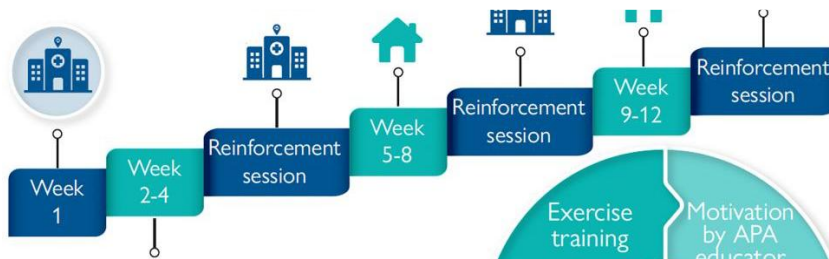 Week
1
Week
2-4
Reinforcement
session
Week
5-8
Reinforcement
session
Week
9-12
Reinforcement
session
Exercise
training
Motivation
by APA
educator